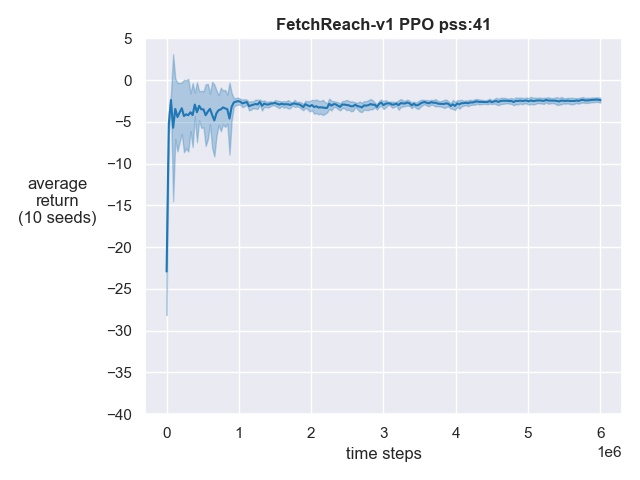 FetchReach-v1 PPO pss:41
5
0
−5
−10
−15
−20
−25
−30
−35
−40
average
return
(10 seeds)
0 1 2 3 4 5 6
1e6
time steps